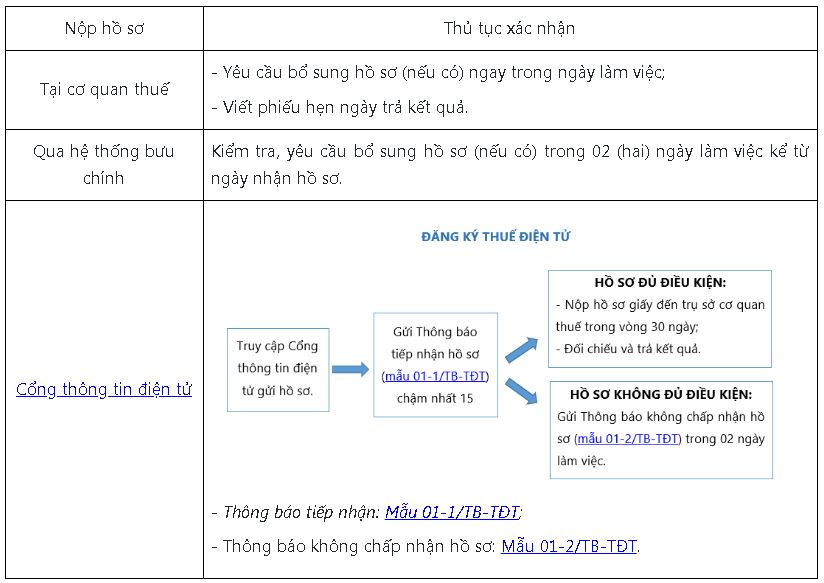 Nộp hồ sơ
Thủ tục xác nhận
Tại cơ quan thuế
- Yêu cầu bổ sung hồ sơ (nếu có) ngay trong ngày làm việc;
- Viết phiếu hẹn ngày trả kết quả.
Qua hệ thống bưu
chính
Kiểm tra, yêu cầu bổ sung hồ sơ (nếu có) trong 02 (hai) ngày làm việc kể từ
ngày nhận hồ sơ.
Cổng thông tin điện tử
ĐĂNG KÝ THUẾ ĐIỆN TỬ
Truy cập Cổng
thông tin điện
tử gửi hồ sơ.
Gửi Thông báo
tiếp nhận hồ sơ
(mẫu 01-1/TB-TĐT)
chậm nhất 15
HỒ SƠ ĐỦ ĐIỀU KIỆN:
- Nộp hồ sơ giấy đến trụ sở cơ quan
thuế trong vòng 30 ngày;
- Đối chiếu và trả kết quả.
HỒ SƠ KHÔNG ĐỦ ĐIỀU KIỆN:
Gửi Thông báo không chấp nhận hồ
sơ (mẫu 01-2/TB-TĐT) trong 02 ngày
làm việc.
- Thông báo tiếp nhận: Mẫu 01-1/TB-TĐT;
- Thông báo không chấp nhận hồ sơ: Mẫu 01-2/TB-TĐT.